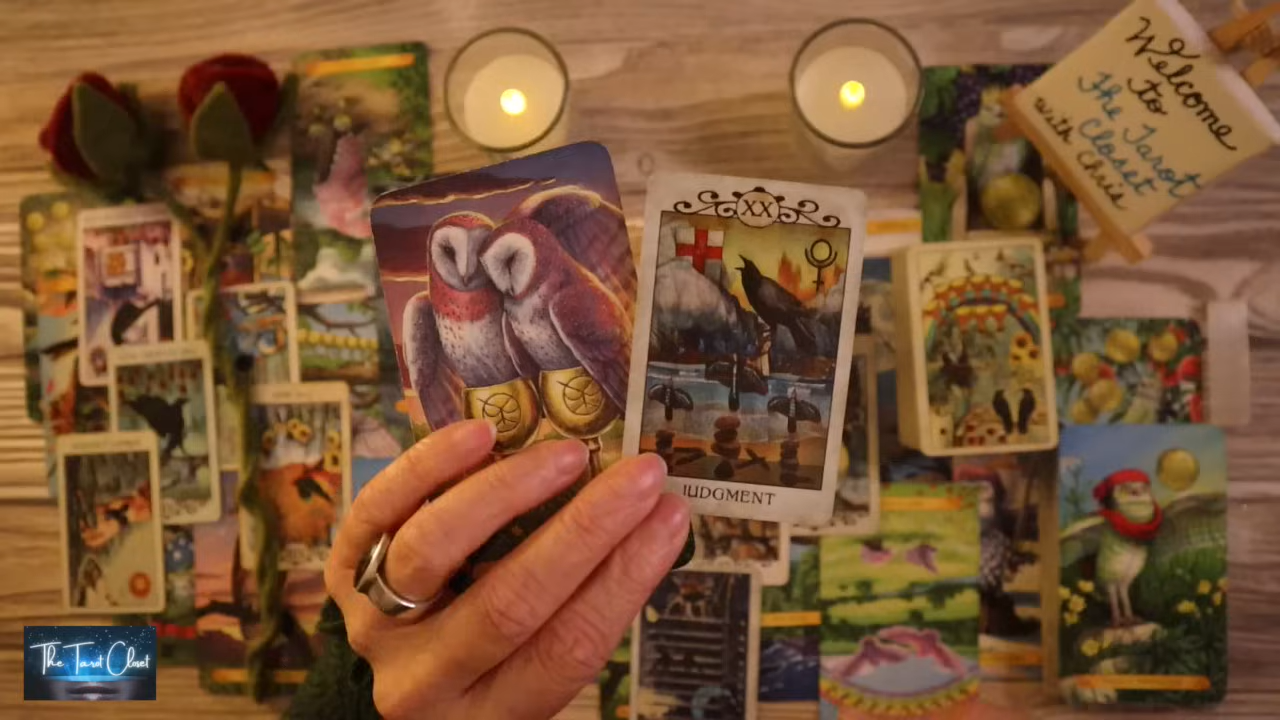 Welcome
to
The Tarot
Closet
with Chris
XX
JUDGMENT
The Tarot Closet